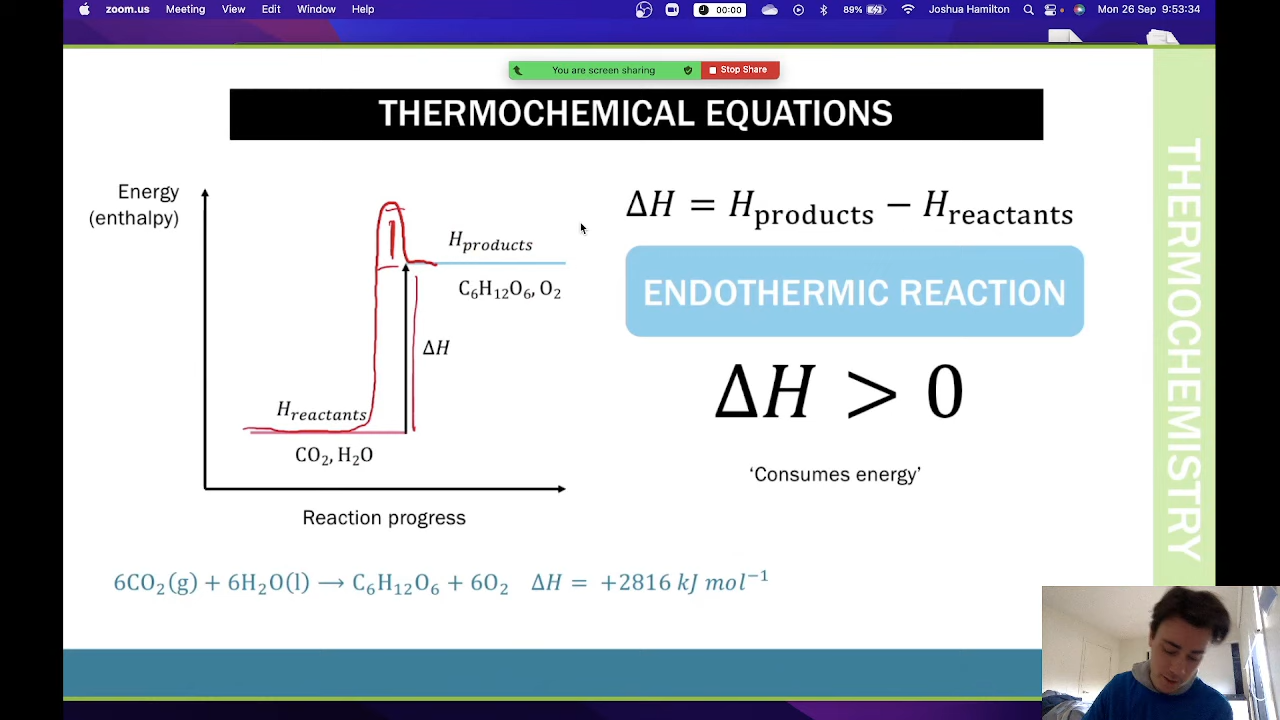 zoom.us Meeting View Edit Window Help 00:00 89% Joshua Hamilton Mon 26 Sep 9:53:34
You are screen sharing Stop Share
THERMOCHEMICAL EQUATIONS
Energy
(enthalpy)
H_products
C₆H₁₂O₆, O₂
ΔH
H_reactants
CO₂, H₂O
Reaction progress
ΔH = H_products − H_reactants
ENDOTHERMIC REACTION
ΔH > 0
‘Consumes energy’
6CO₂(g) + 6H₂O(l) ⟶ C₆H₁₂O₆ + 6O₂ ΔH = +2816 kJ mol⁻¹
THERMOCHEMISTRY